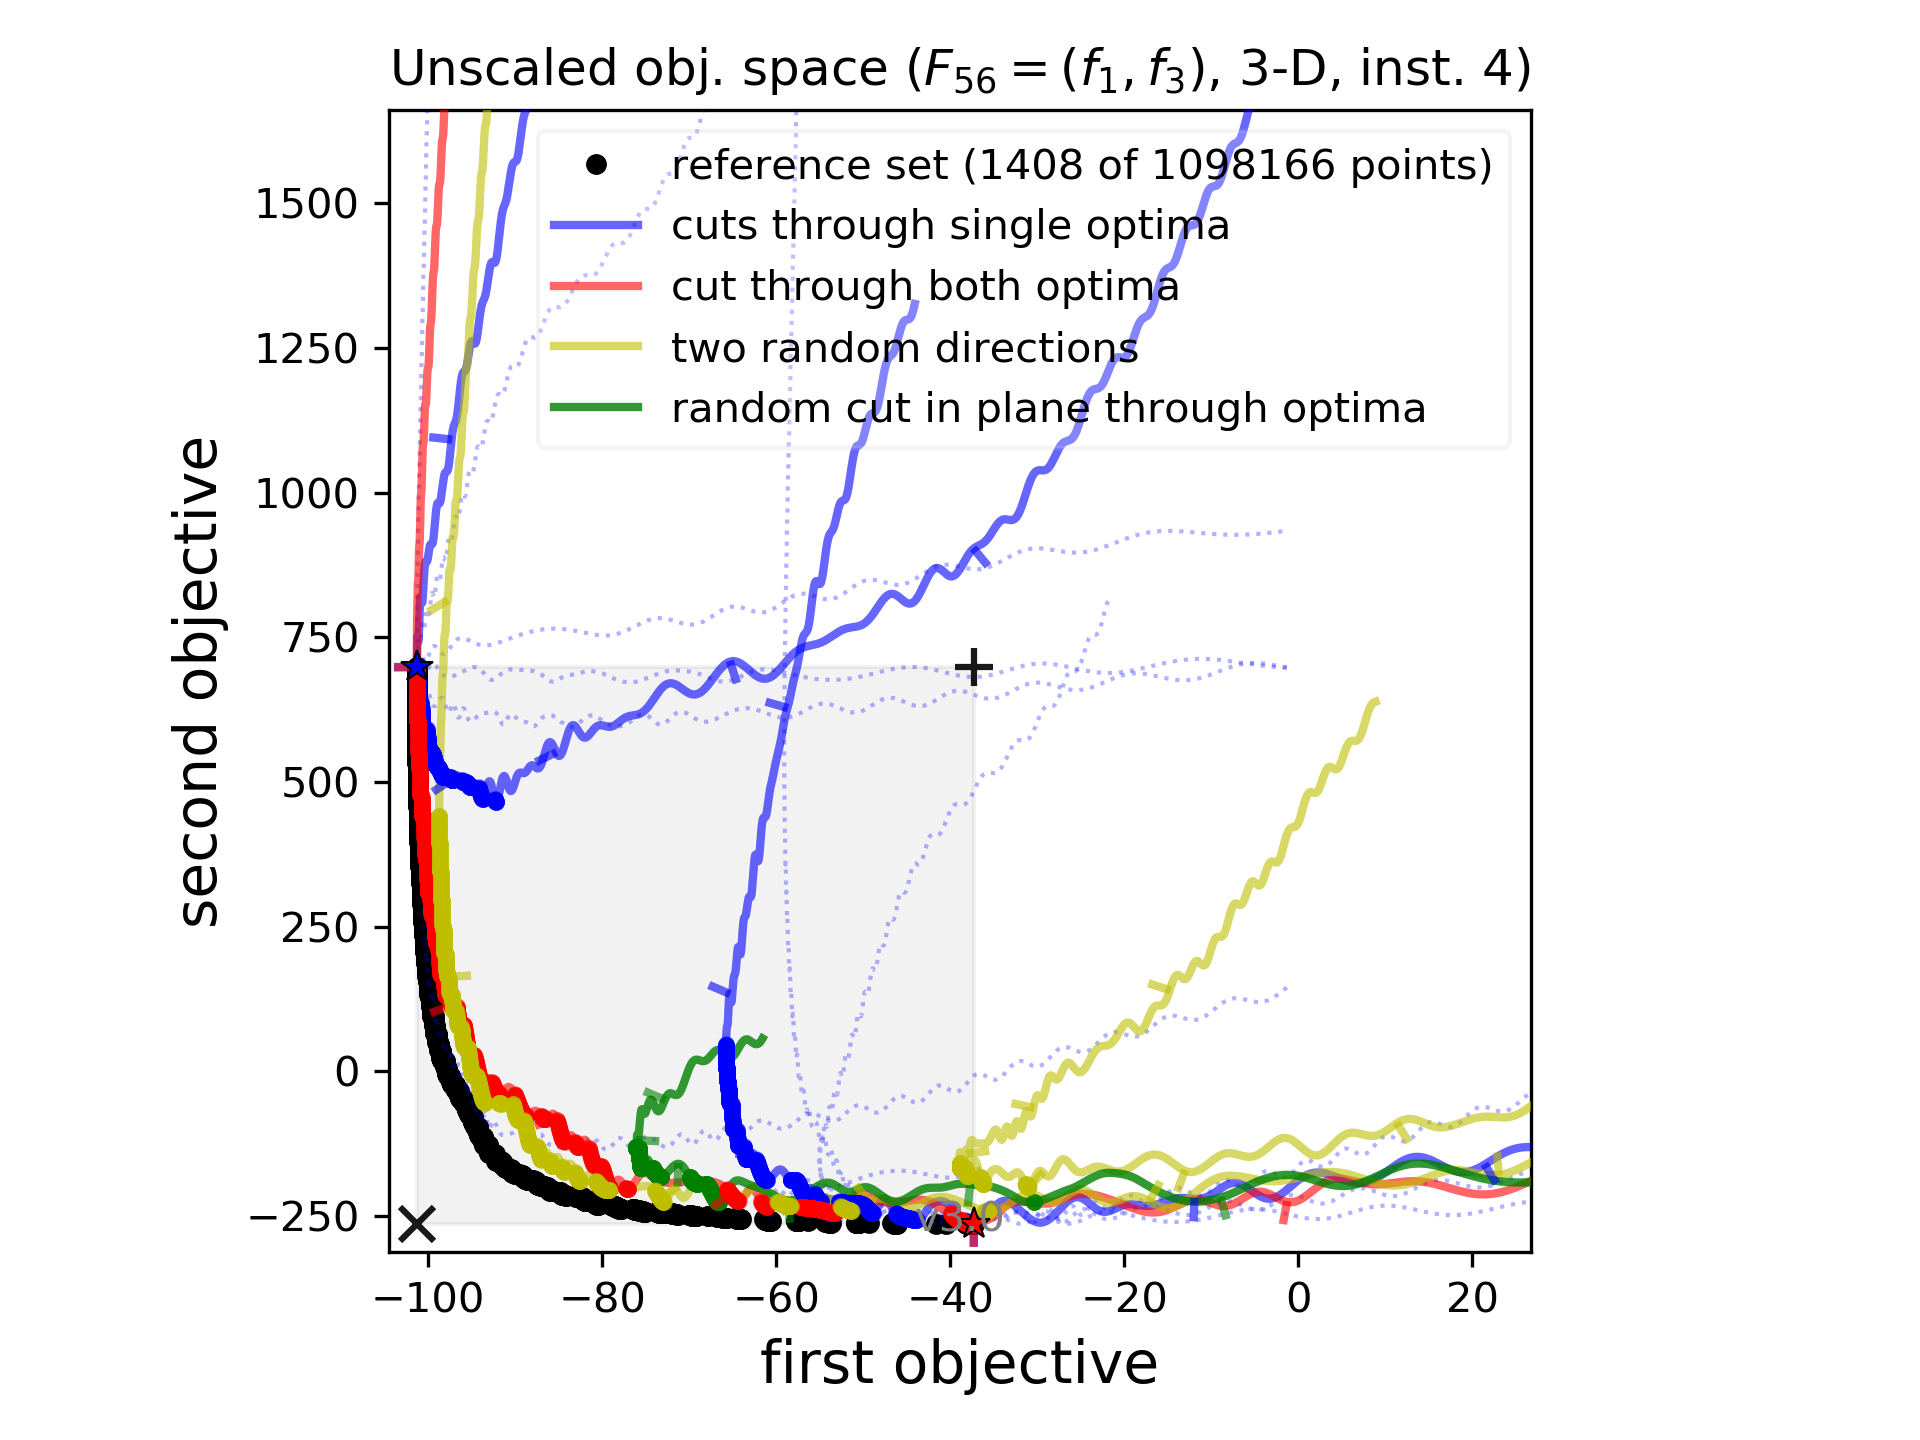 Unscaled obj. space (F₅₆ = (f₁, f₃), 3-D, inst. 4)
reference set (1408 of 1098166 points)
cuts through single optima
cut through both optima
two random directions
random cut in plane through optima
second objective
1500
1250
1000
750
500
250
0
−250
v3.0
−100 −80 −60 −40 −20 0 20
first objective